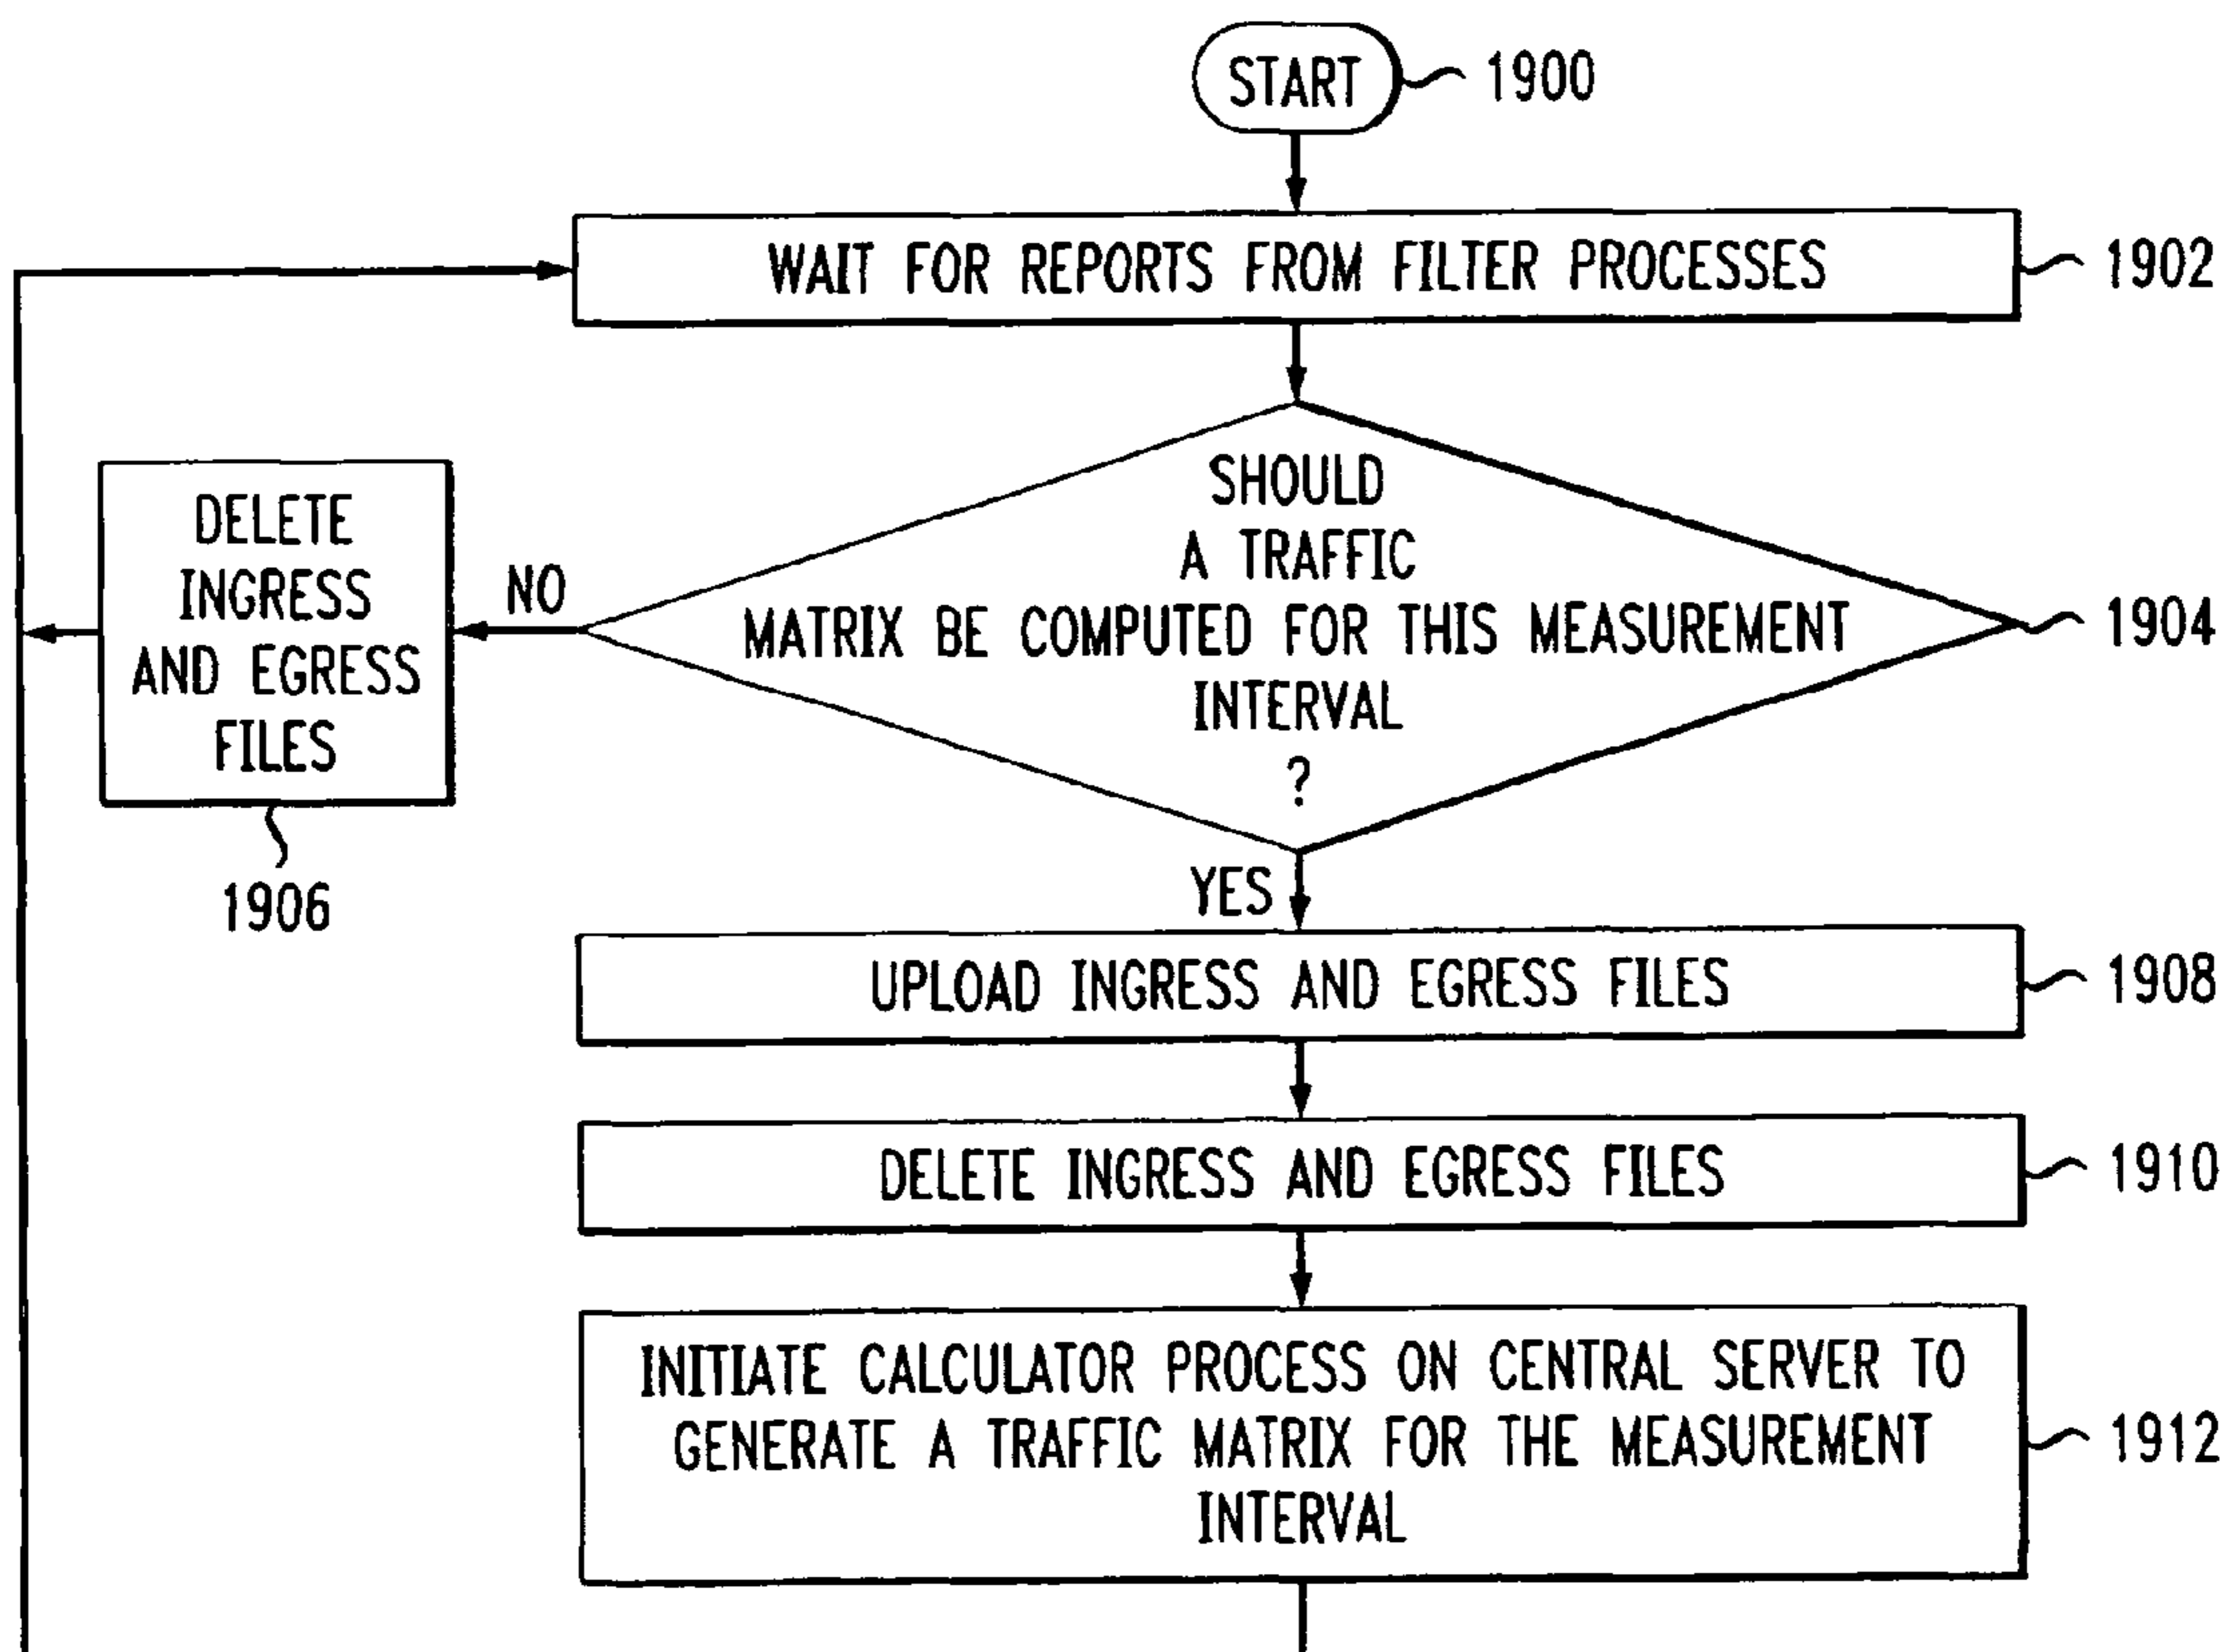 START
1900
WAIT FOR REPORTS FROM FILTER PROCESSES
1902
SHOULD
A TRAFFIC
MATRIX BE COMPUTED FOR THIS MEASUREMENT
INTERVAL
?
1904
NO
DELETE
INGRESS
AND EGRESS
FILES
1906
YES
UPLOAD INGRESS AND EGRESS FILES
1908
DELETE INGRESS AND EGRESS FILES
1910
INITIATE CALCULATOR PROCESS ON CENTRAL SERVER TO
GENERATE A TRAFFIC MATRIX FOR THE MEASUREMENT
INTERVAL
1912